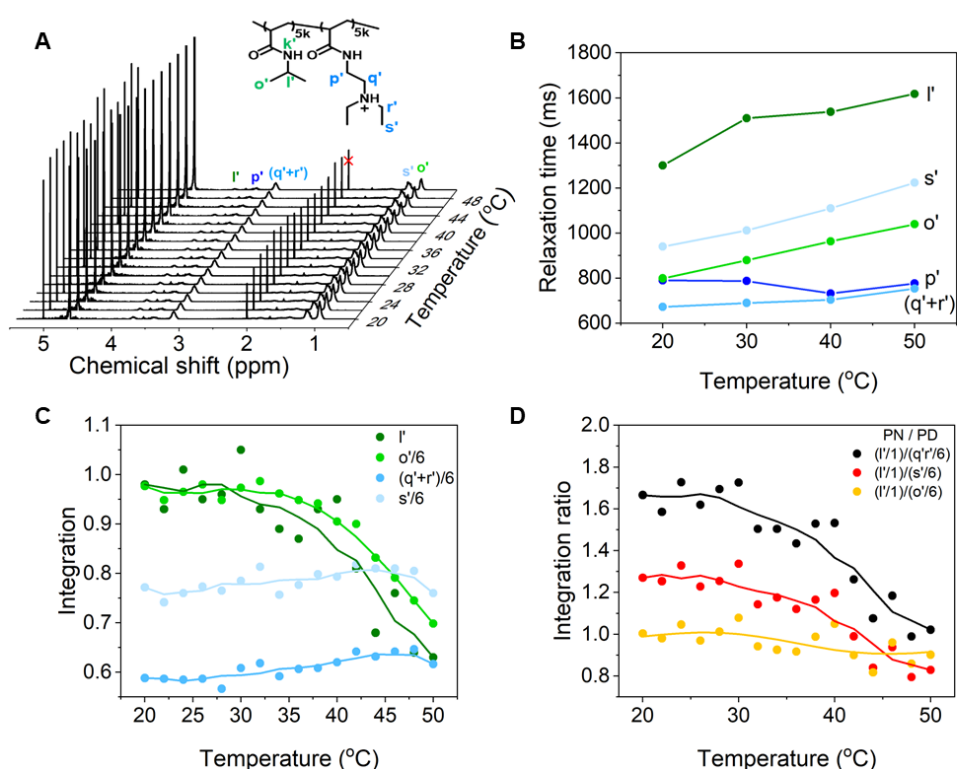 A
5k
5k
O
k'
NH
o'
l'
O
NH
p'
q'
NH
+
r'
s'
l'
p'
(q'+r')
×
s'
o'
48
44
40
36
32
28
24
20
Temperature (°C)
5
4
3
2
1
Chemical shift (ppm)
B
1600
1400
1200
1000
800
600
Relaxation time (ms)
l'
s'
o'
p'
(q'+r')
20
30
40
50
Temperature (°C)
C
1.1
1.0
0.9
0.8
0.7
0.6
Integration
l'
o'/6
(q'+r')/6
s'/6
20
25
30
35
40
45
50
Temperature (°C)
D
2.0
1.8
1.6
1.4
1.2
1.0
0.8
Integration ratio
PN / PD
(l'/1)/(q'r'/6)
(l'/1)/(s'/6)
(l'/1)/(o'/6)
20
30
40
50
Temperature (°C)